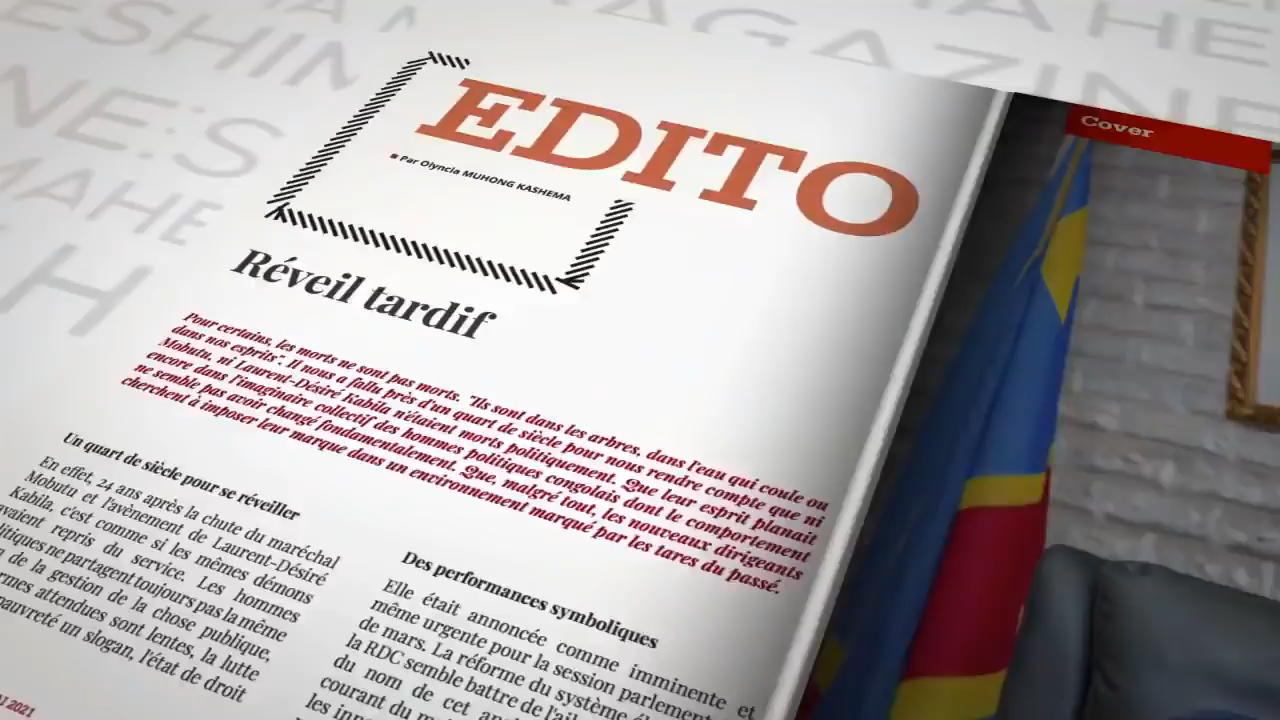 EDITO
Par Olyncia MUHONG KASHEMA
Cover
Réveil tardif
Pour certains, les morts ne sont pas morts. "Ils sont dans les arbres, dans l'eau qui coule ou
dans nos esprits". Il nous a fallu près d'un quart de siècle pour nous rendre compte que ni
Mobutu, ni Laurent-Désiré Kabila n'étaient morts politiquement. Que leur esprit planait
encore dans l'imaginaire collectif des hommes politiques congolais dont le comportement
ne semble pas avoir changé fondamentalement. Que, malgré tout, les nouveaux dirigeants
cherchent à imposer leur marque dans un environnement marqué par les tares du passé.
Un quart de siècle pour se réveiller
En effet, 24 ans après la chute du maréchal
Mobutu et l'avènement de Laurent-Désiré
Kabila, c'est comme si les mêmes démons
avaient repris du service. Les hommes
litiques ne partagent toujours pas la même
de la gestion de la chose publique,
rmes attendues sont lentes, la lutte
pauvreté un slogan, l'état de droit
2021
Des performances symboliques
Elle était annoncée comme imminente et
même urgente pour la session parlement
de mars. La réforme du système
la RDC semble battre de l'ail
du nom de cet
courant du
les